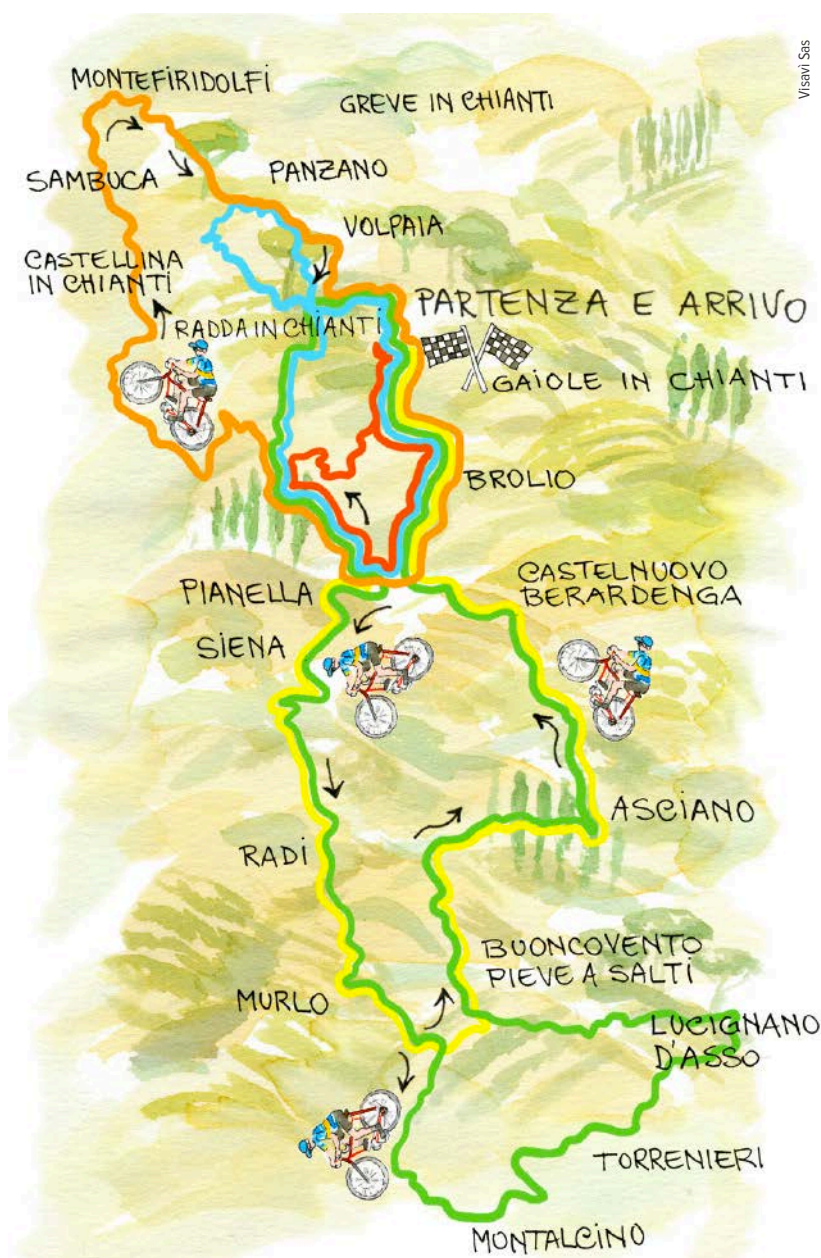 Visavi Sas
MONTEFIRIDOLFI
GREVE IN CHIANTI
SAMBUCA
PANZANO
VOLPAIA
CASTELLINA
IN CHIANTI
PARTENZA E ARRIVO
RADDA IN CHIANTI
GAIOLE IN CHIANTI
BROLIO
PIANELLA
CASTELNUOVO
BERARDENGA
SIENA
ASCIANO
RADI
BUONCOVENTO
PIEVE A SALTI
MURLO
LUCIGNANO
D'ASSO
TORRENIERI
MONTALCINO